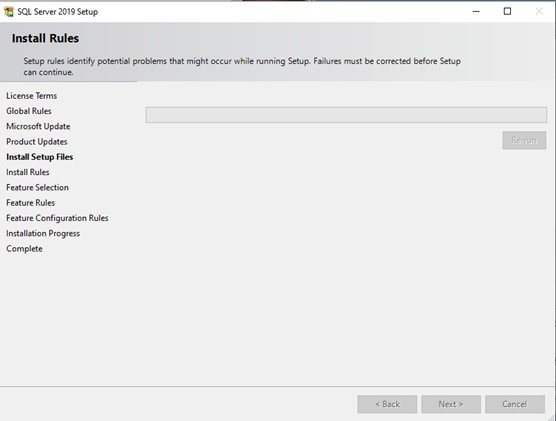 SQL Server 2019 Setup
Install Rules
Setup rules identify potential problems that might occur while running Setup. Failures must be corrected before Setup
can continue.
License Terms
Global Rules
Microsoft Update
Product Updates
Install Setup Files
Install Rules
Feature Selection
Feature Rules
Feature Configuration Rules
Installation Progress
Complete
Re-run
< Back
Next >
Cancel